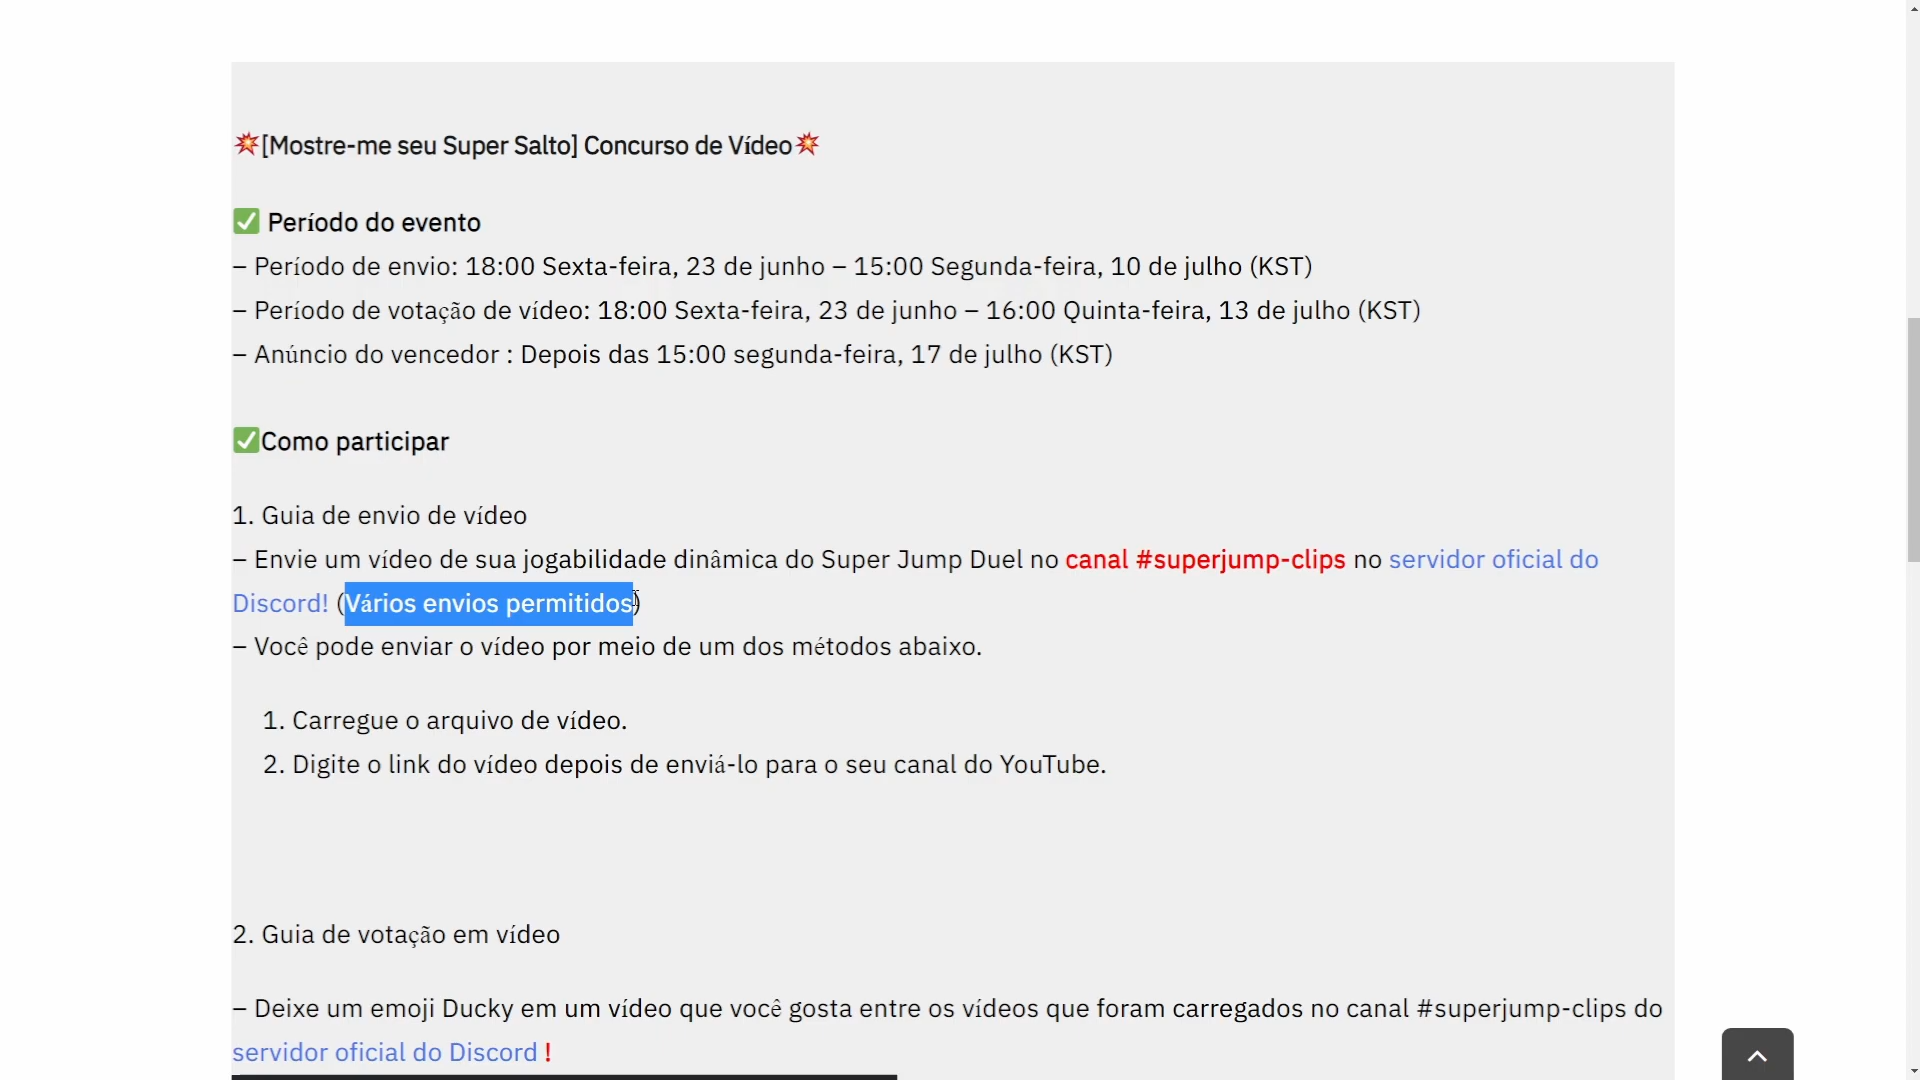 💥[Mostre-me seu Super Salto] Concurso de Vídeo💥
✅ Período do evento
– Período de envio: 18:00 Sexta-feira, 23 de junho – 15:00 Segunda-feira, 10 de julho (KST)
– Período de votação de vídeo: 18:00 Sexta-feira, 23 de junho – 16:00 Quinta-feira, 13 de julho (KST)
– Anúncio do vencedor : Depois das 15:00 segunda-feira, 17 de julho (KST)
✅Como participar
1. Guia de envio de vídeo
– Envie um vídeo de sua jogabilidade dinâmica do Super Jump Duel no canal #superjump-clips no servidor oficial do
Discord! (Vários envios permitidos)
– Você pode enviar o vídeo por meio de um dos métodos abaixo.
1. Carregue o arquivo de vídeo.
2. Digite o link do vídeo depois de enviá-lo para o seu canal do YouTube.
2. Guia de votação em vídeo
– Deixe um emoji Ducky em um vídeo que você gosta entre os vídeos que foram carregados no canal #superjump-clips do
servidor oficial do Discord !